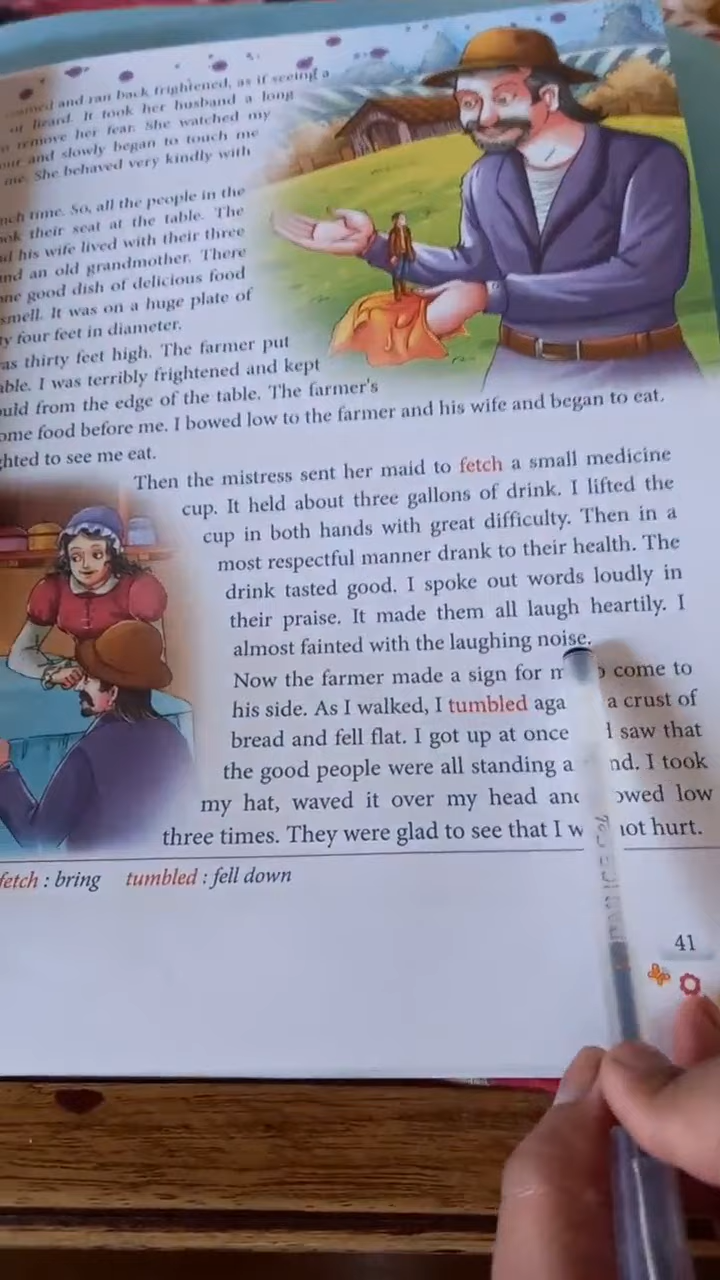 and ran back frightened, as if seeing a
or lizard. It took her husband a long
remove her fear. She watched my
and slowly began to touch me
me. She behaved very kindly with
time. So, all the people in the
their seat at the table. The
his wife lived with their three
and an old grandmother. There
good dish of delicious food
smell. It was on a huge plate of
four feet in diameter.
as thirty feet high. The farmer put
I was terribly frightened and kept
from the edge of the table. The farmer's
food before me. I bowed low to the farmer and his wife and began to eat.
to see me eat.
Then the mistress sent her maid to fetch a small medicine
cup. It held about three gallons of drink. I lifted the
cup in both hands with great difficulty. Then in a
most respectful manner drank to their health. The
drink tasted good. I spoke out words loudly in
their praise. It made them all laugh heartily. I
almost fainted with the laughing noise.
Now the farmer made a sign for come to
his side. As I walked, I tumbled a crust of
bread and fell flat. I got up at once saw that
the good people were all standing I took
my hat, waved it over my head low
three times. They were glad to see that I not hurt.
fetch : bring tumbled : fell down
41